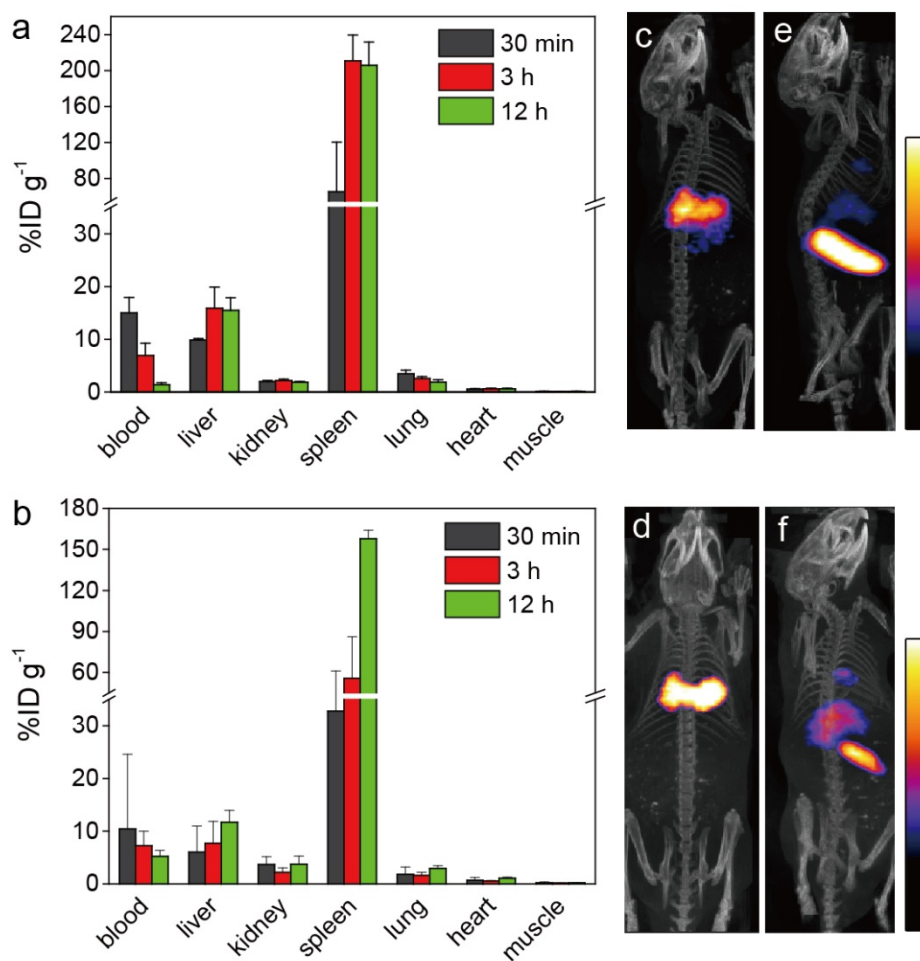 a
240
200
160
120
80
30
20
10
0
%ID g⁻¹
30 min
3 h
12 h
blood
liver
kidney
spleen
lung
heart
muscle
c
e
b
180
150
120
90
60
30
20
10
0
%ID g⁻¹
30 min
3 h
12 h
blood
liver
kidney
spleen
lung
heart
muscle
d
f